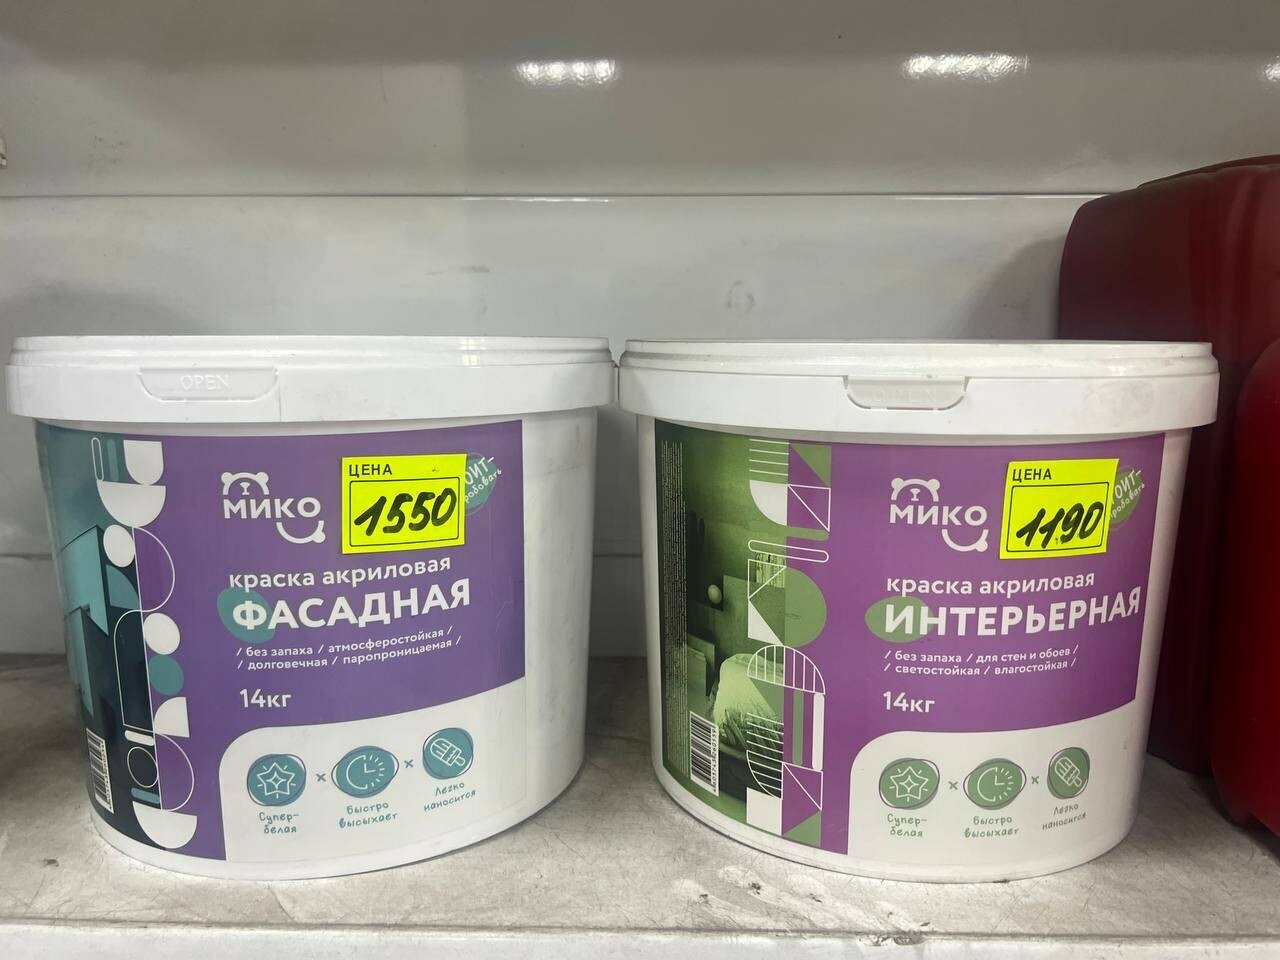 OPEN
МИКО
ЦЕНА
1550
краска акриловая
ФАСАДНАЯ
/ без запаха / атмосферостойкая /
/ долговечная / паропроницаемая /
14кг
Супер-
белая
×
Быстро
высыхает
×
Легко
наносится
OPEN
МИКО
ЦЕНА
1190
краска акриловая
ИНТЕРЬЕРНАЯ
/ без запаха / для стен и обоев /
/ светостойкая / влагостойкая /
14кг
Супер-
белая
×
Быстро
высыхает
×
Легко
наносится